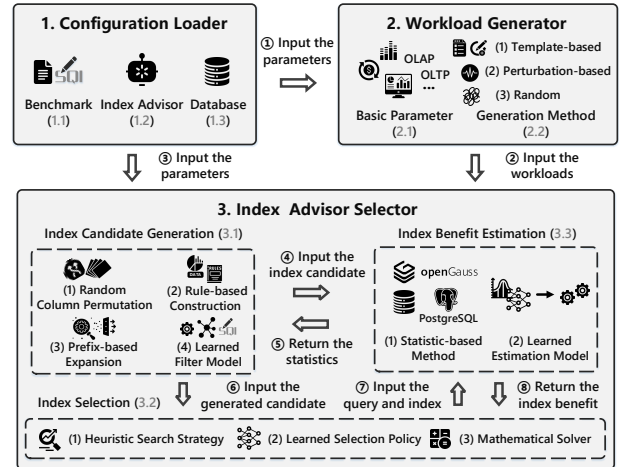 1. Configuration Loader
SQl
Benchmark
(1.1)
Index Advisor
(1.2)
Database
(1.3)
① Input the
parameters
2. Workload Generator
OLAP
OLTP
...
Basic Parameter
(2.1)
(1) Template-based
(2) Perturbation-based
(3) Random
Generation Method
(2.2)
③ Input the
parameters
② Input the
workloads
3. Index Advisor Selector
Index Candidate Generation (3.1)
(1) Random
Column Permutation
DATA
RULES
(2) Rule-based
Construction
(3) Prefix-based
Expansion
SQl
(4) Learned
Filter Model
④ Input the
index candidate
⑤ Return the
statistics
Index Benefit Estimation (3.3)
openGauss
PostgreSQL
(1) Statistic-based
Method
(2) Learned
Estimation Model
Index Selection (3.2)
⑥ Input the
generated candidate
⑦ Input the
query and index
⑧ Return the
index benefit
(1) Heuristic Search Strategy
(2) Learned Selection Policy
(3) Mathematical Solver